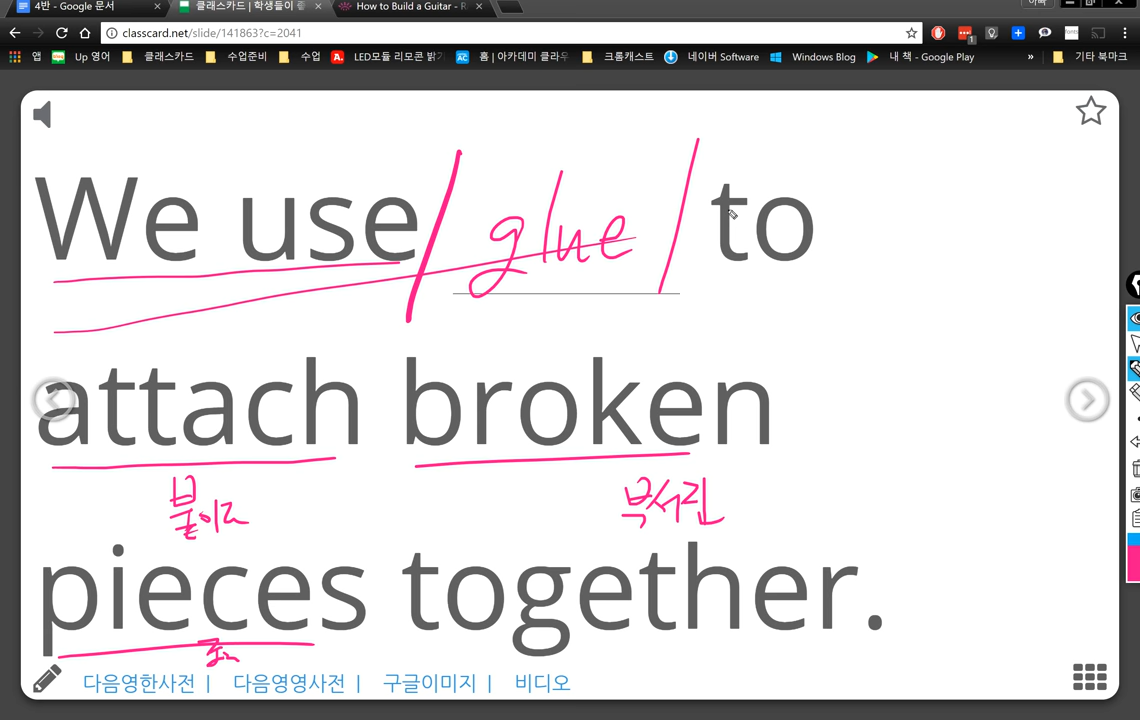 4반 - Google 문서
클래스카드 | 학생들이 좋
How to Build a Guitar - R
classcard.net/slide/141863?c=2041
앱 Up 영어 클래스카드 수업준비 수업 LED모듈 리모콘 밝기 홈 | 아카데미 클라우 크롬캐스트 네이버 Software Windows Blog 내 책 - Google Play » 기타 북마크
We use glue to
attach broken
붙이고 부서진
pieces together.
다음영한사전 | 다음영영사전 | 구글이미지 | 비디오